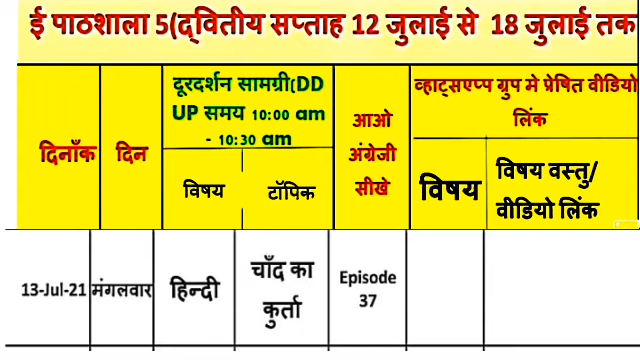 ई पाठशाला 5(द्वितीय सप्ताह 12 जुलाई से 18 जुलाई तक
दिनाँक
दिन
दूरदर्शन सामग्री(DD
UP समय 10:00 am
- 10:30 am
विषय
टॉपिक
आओ
अंग्रेजी
सीखे
व्हाट्सएप्प ग्रुप मे प्रेषित वीडियो
लिंक
विषय
विषय वस्तु/
वीडियो लिंक
13-Jul-21
मंगलवार
हिन्दी
चाँद का
कुर्ता
Episode
37